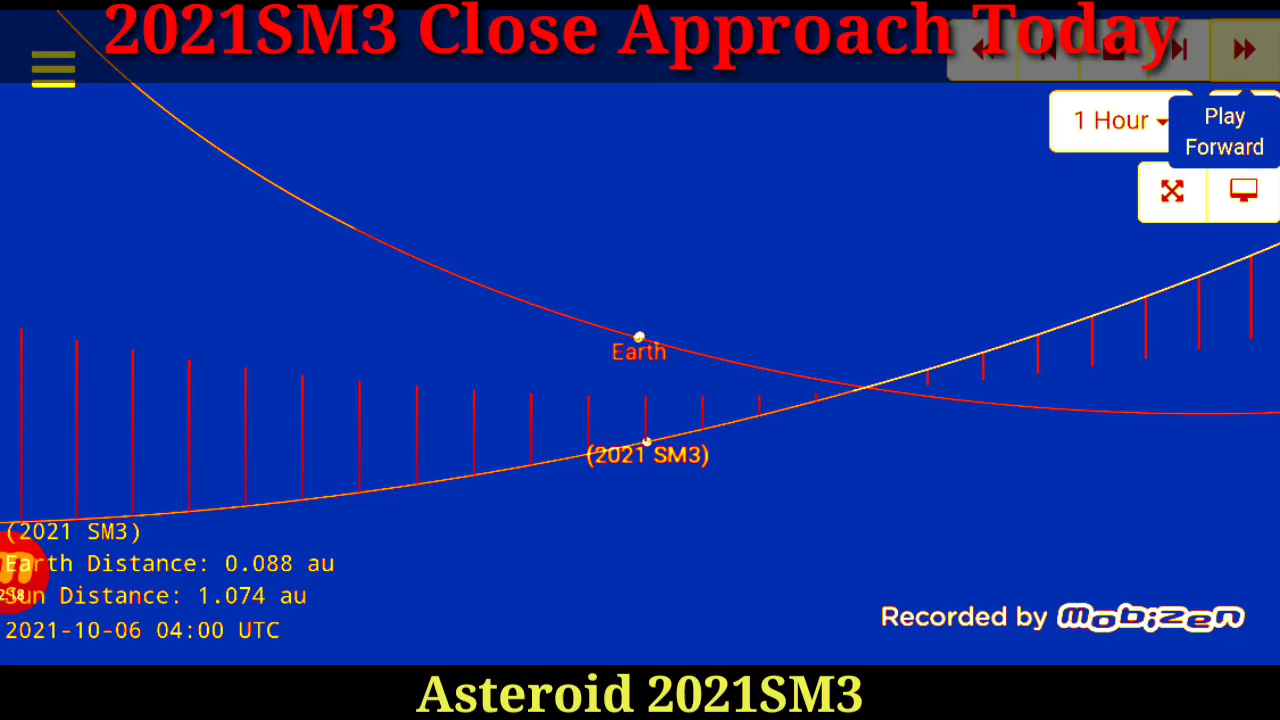 2021SM3 Close Approach Today
1 Hour
Play
Forward
Earth
(2021 SM3)
(2021 SM3)
Earth Distance: 0.088 au
Sun Distance: 1.074 au
2021-10-06 04:00 UTC
Recorded by Mobizen
Asteroid 2021SM3